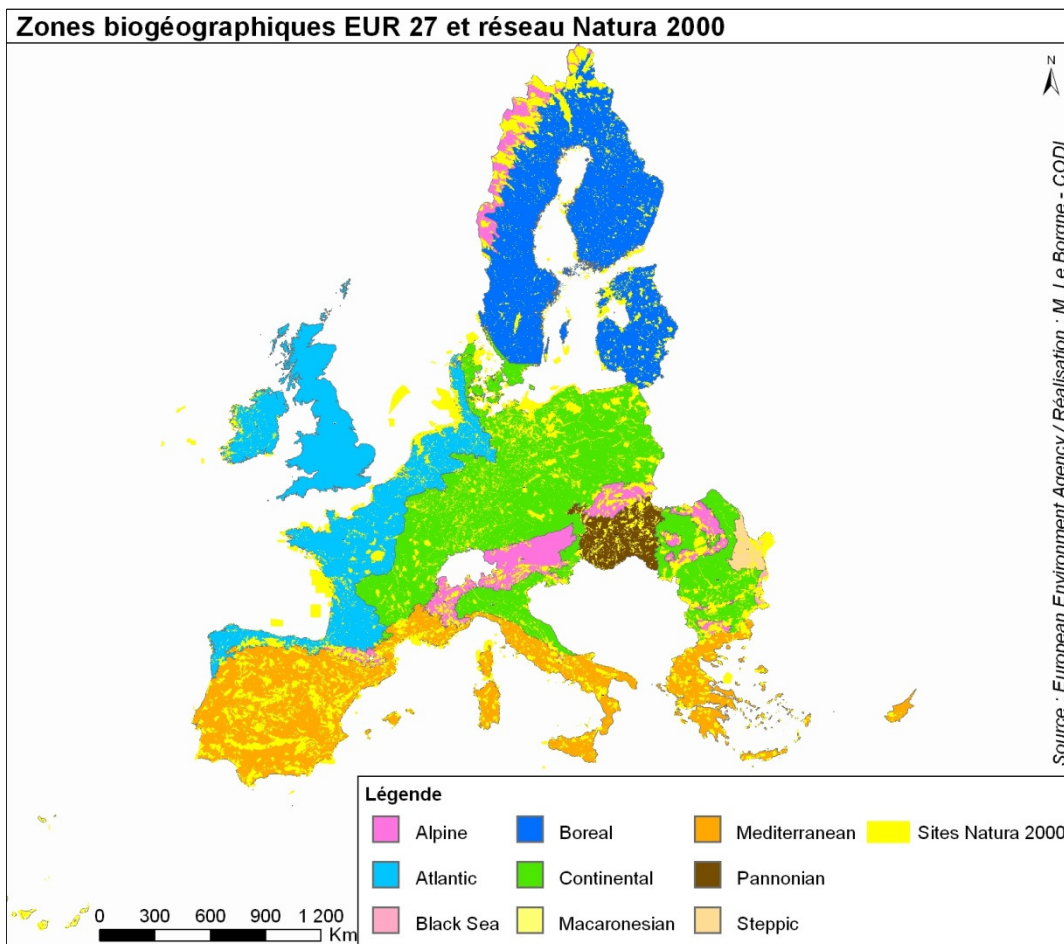 Zones biogéographiques EUR 27 et réseau Natura 2000
N
Source : European Environment Agency / Réalisation : M. Le Borgne - CODI
Légende
Alpine
Boreal
Mediterranean
Sites Natura 2000
Atlantic
Continental
Pannonian
Black Sea
Macaronesian
Steppic
0 300 600 900 1 200
Km